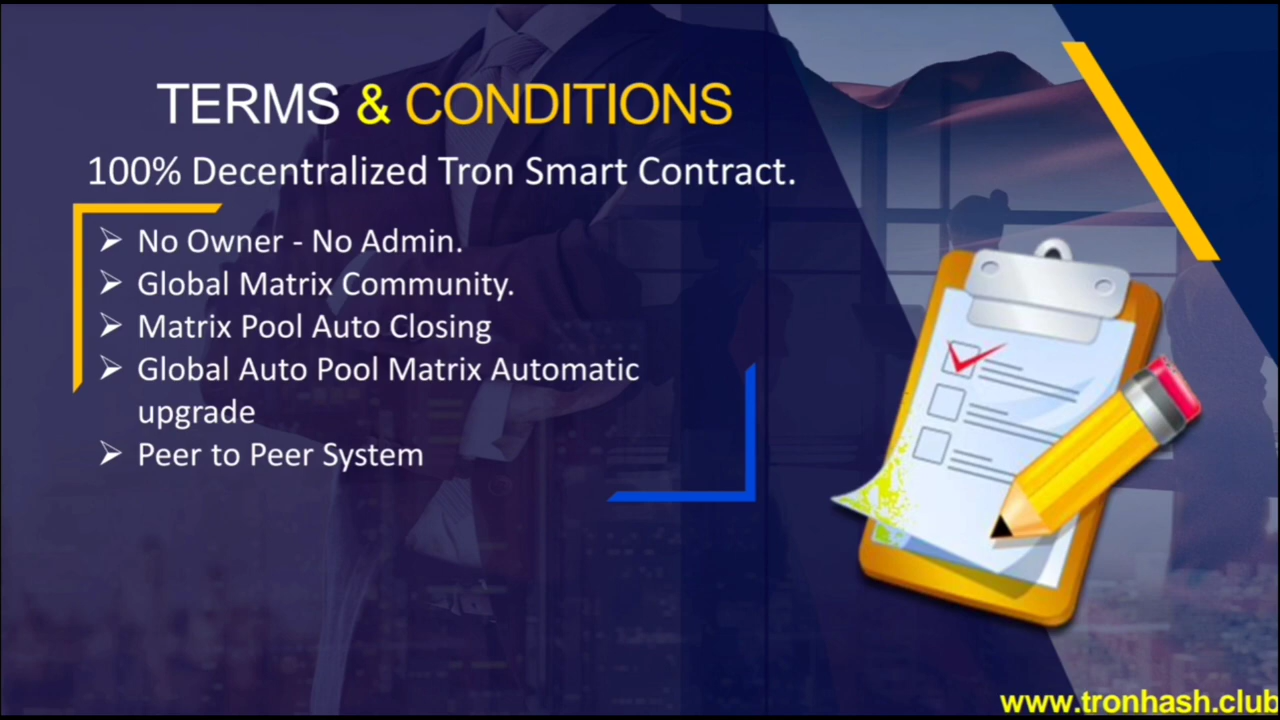 TERMS & CONDITIONS
100% Decentralized Tron Smart Contract.
➢ No Owner - No Admin.
➢ Global Matrix Community.
➢ Matrix Pool Auto Closing
➢ Global Auto Pool Matrix Automatic
upgrade
➢ Peer to Peer System
www.tronhash.club